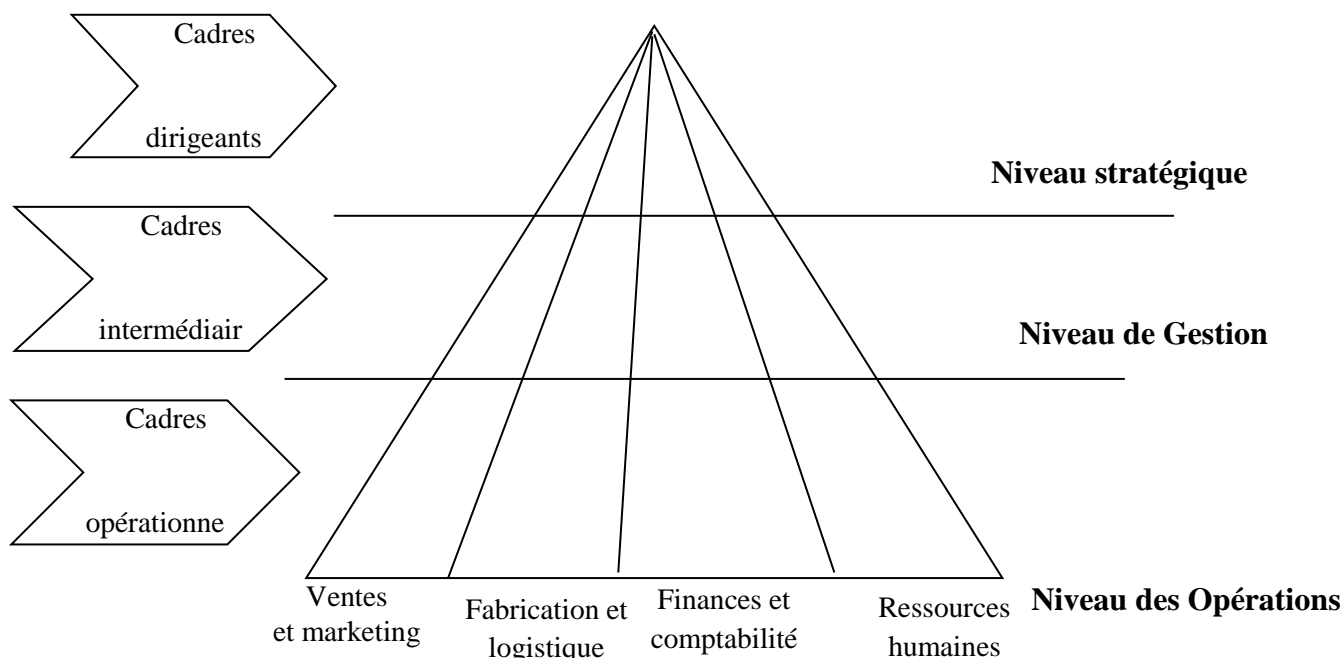 Cadres
dirigeants
Niveau stratégique
Cadres
intermédiair
Niveau de Gestion
Cadres
opérationne
Ventes
et marketing
Fabrication et
logistique
Finances et
comptabilité
Ressources
humaines
Niveau des Opérations